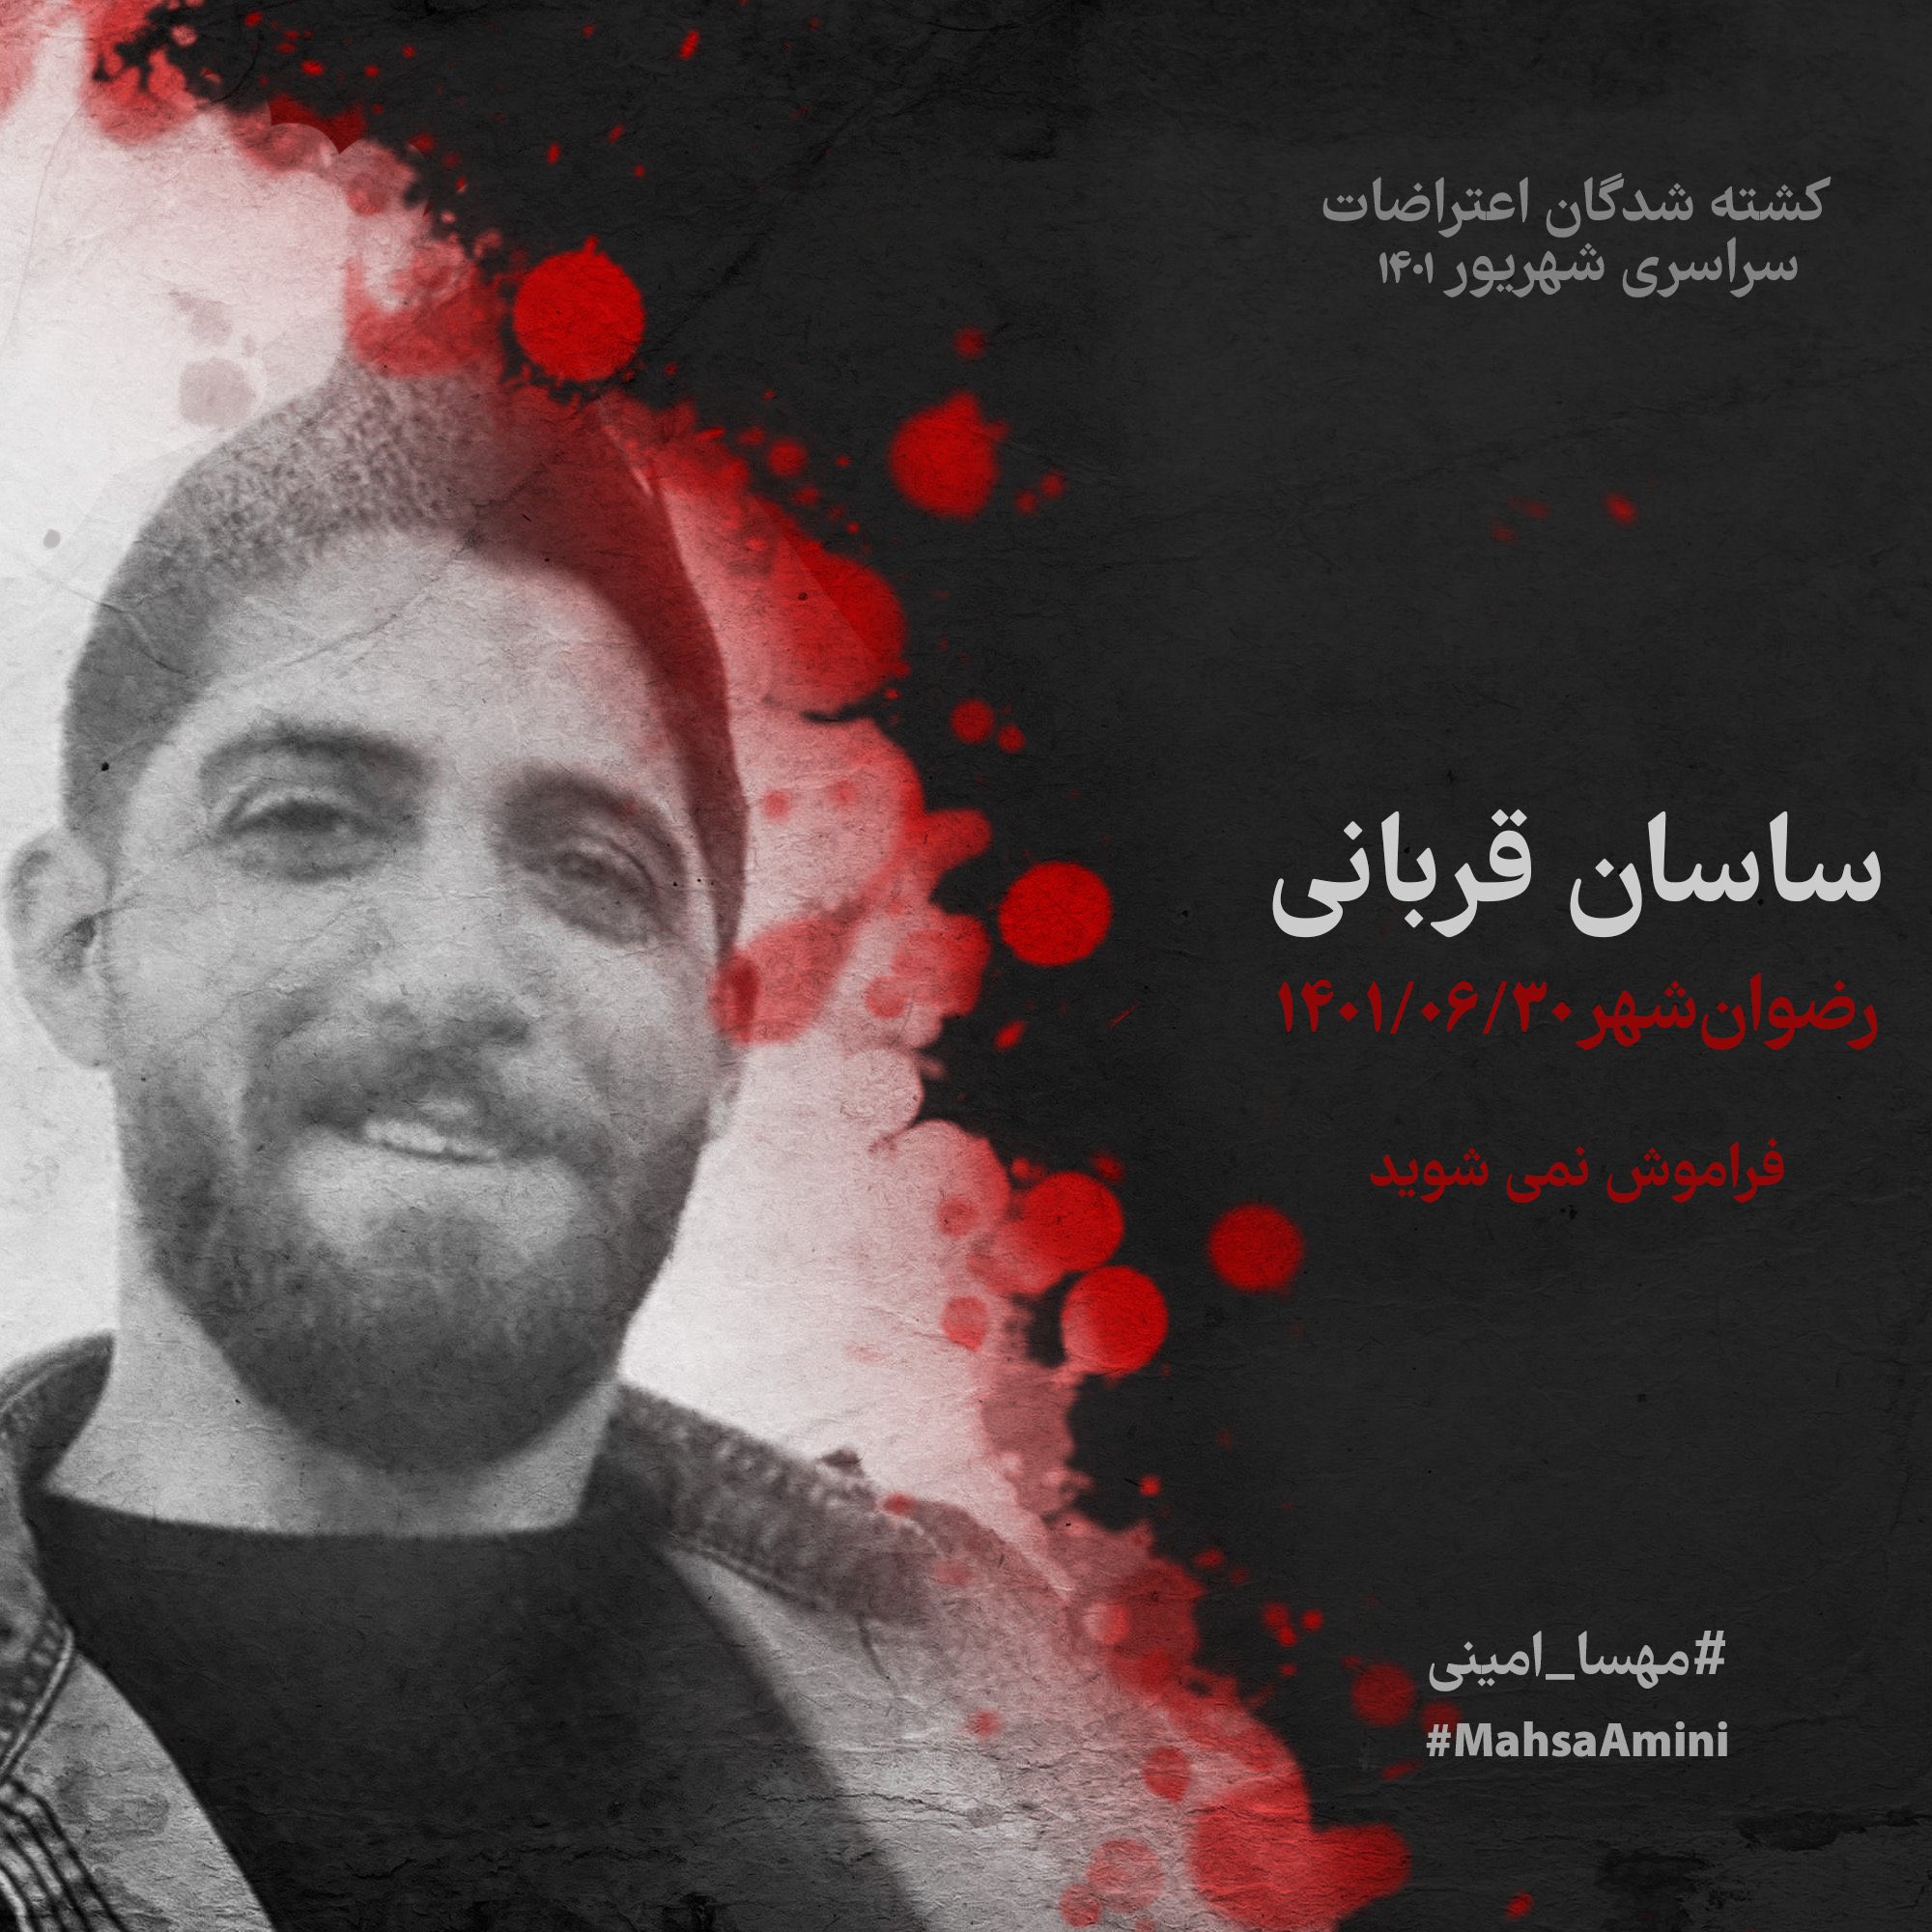 کشته شدگان اعتراضات
سراسری شهریور ۱۴۰۱
ساسان قربانی
رضوان‌شهر ۱۴۰۱/۰۶/۳۰
فراموش نمی شوید
#مهسا_امینی
#MahsaAmini